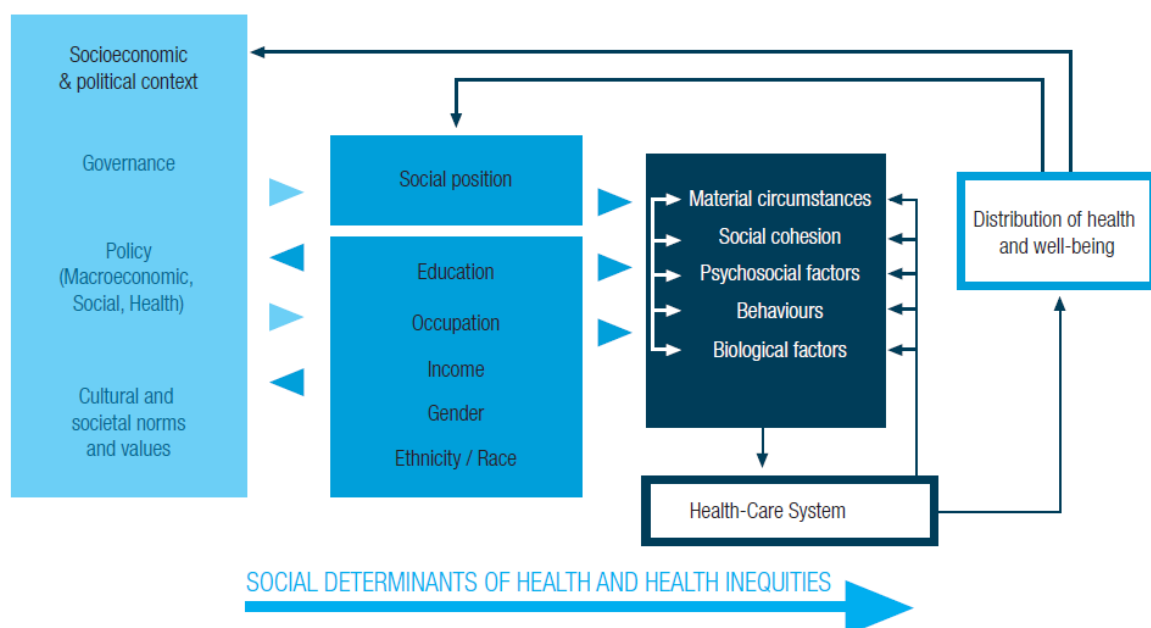 Socioeconomic
& political context
Governance
Policy
(Macroeconomic,
Social, Health)
Cultural and
societal norms
and values
Social position
Education
Occupation
Income
Gender
Ethnicity / Race
Material circumstances
Social cohesion
Psychosocial factors
Behaviours
Biological factors
Health-Care System
Distribution of health
and well-being
SOCIAL DETERMINANTS OF HEALTH AND HEALTH INEQUITIES